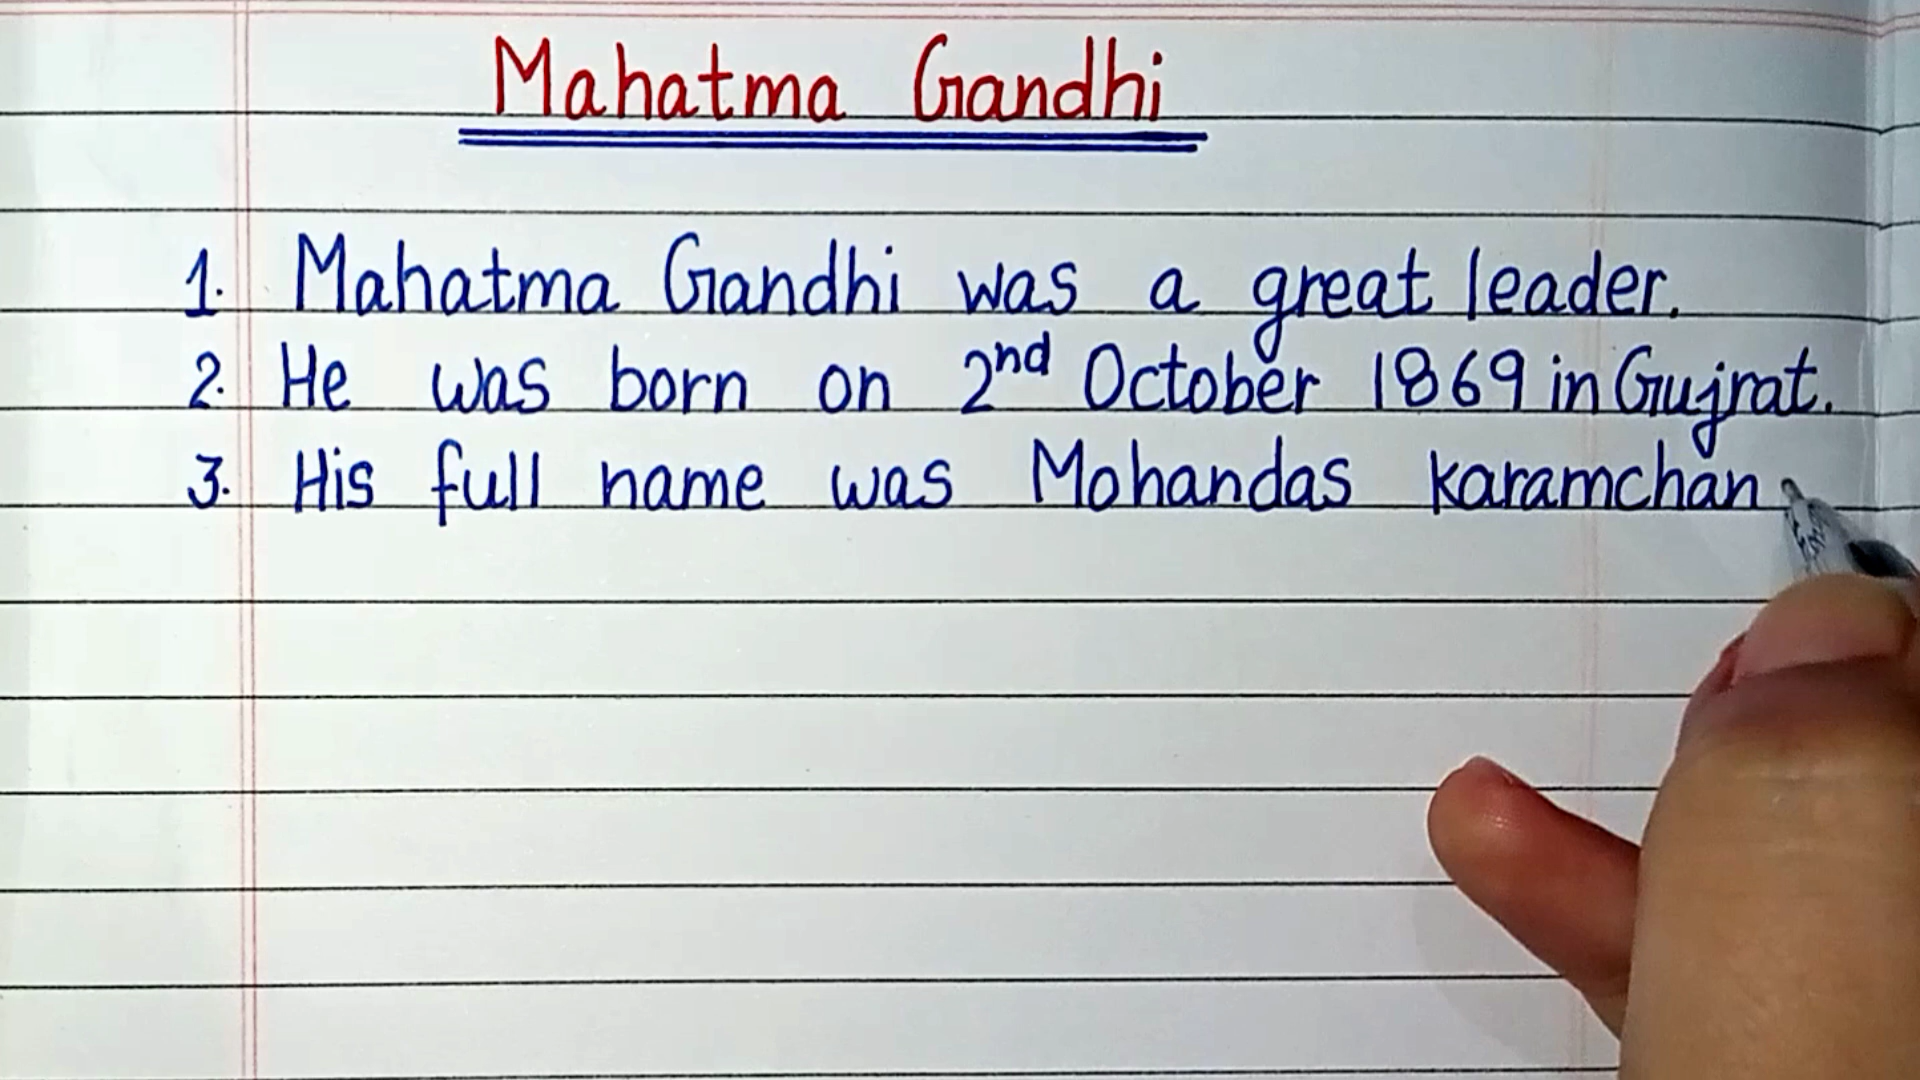 Mahatma Gandhi
1. Mahatma Gandhi was a great leader.
2. He was born on 2nd October 1869 in Gujrat.
3. His full name was Mohandas karamchan